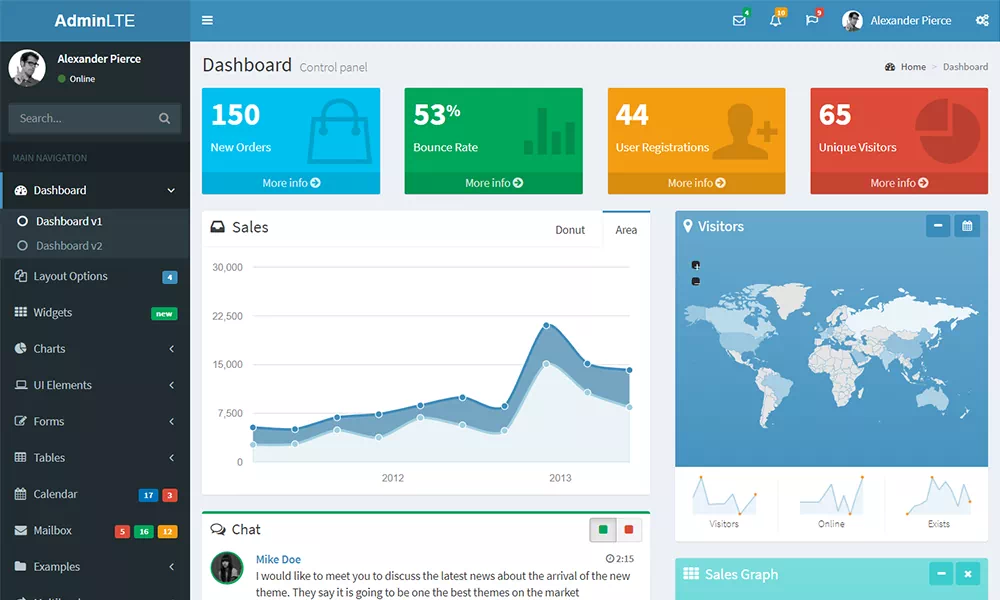 AdminLTE
4
10
9
Alexander Pierce
Alexander Pierce
Online
Search...
MAIN NAVIGATION
Dashboard
Dashboard v1
Dashboard v2
Layout Options 4
Widgets new
Charts
UI Elements
Forms
Tables
Calendar 17 3
Mailbox 5 16 12
Examples
Dashboard Control panel
Home > Dashboard
150
New Orders
More info
53%
Bounce Rate
More info
44
User Registrations
More info
65
Unique Visitors
More info
Sales
Donut Area
30,000
22,500
15,000
7,500
0
2012 2013
Visitors
Visitors
Online
Exists
Chat
Mike Doe 2:15
I would like to meet you to discuss the latest news about the arrival of the new
theme. They say it is going to be one the best themes on the market
Sales Graph